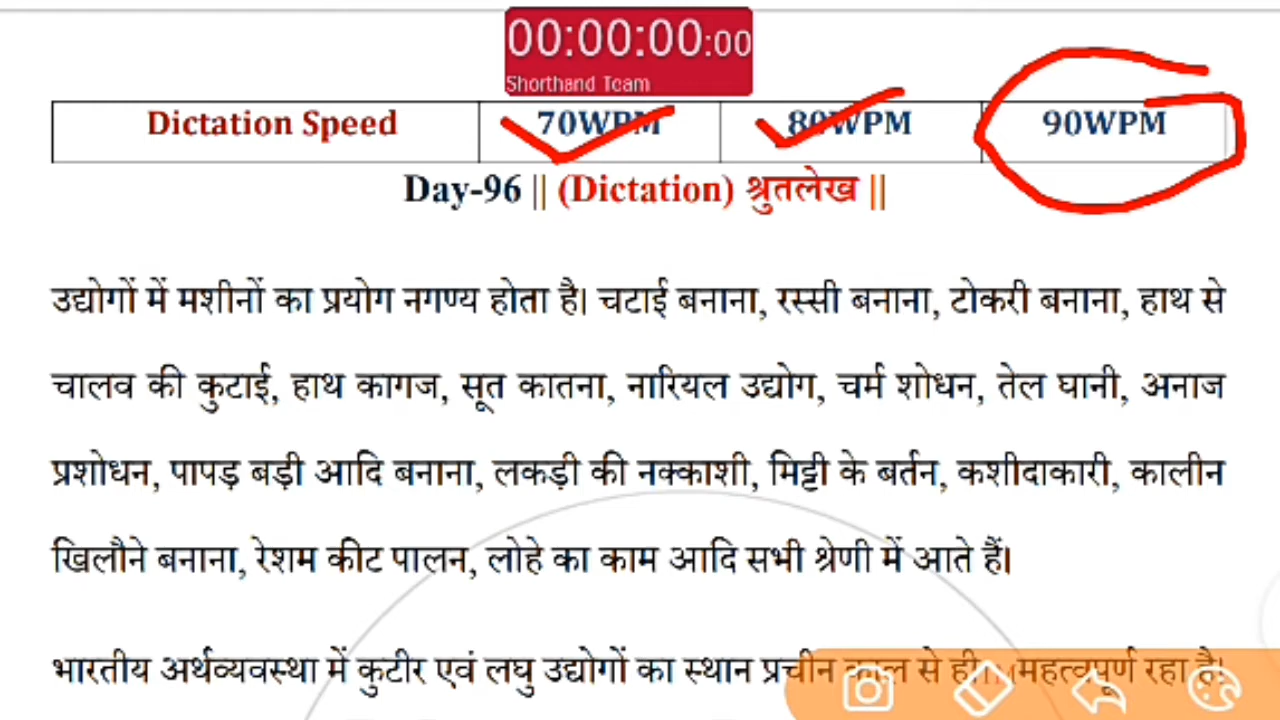 00:00:00:00
Shorthand Team
Dictation Speed 70WPM 80WPM 90WPM
Day-96 || (Dictation) श्रुतलेख ||
उद्योगों में मशीनों का प्रयोग नगण्य होता है। चटाई बनाना, रस्सी बनाना, टोकरी बनाना, हाथ से
चालव की कुटाई, हाथ कागज, सूत कातना, नारियल उद्योग, चर्म शोधन, तेल घानी, अनाज
प्रशोधन, पापड़ बड़ी आदि बनाना, लकड़ी की नक्काशी, मिट्टी के बर्तन, कशीदाकारी, कालीन
खिलौने बनाना, रेशम कीट पालन, लोहे का काम आदि सभी श्रेणी में आते हैं।
भारतीय अर्थव्यवस्था में कुटीर एवं लघु उद्योगों का स्थान प्रचीन काल से ही महत्वपूर्ण रहा है।